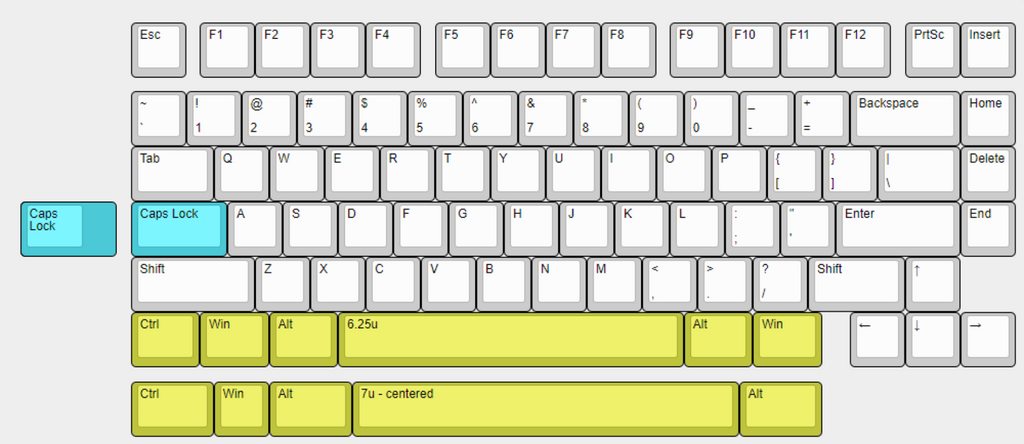 Esc F1 F2 F3 F4 F5 F6 F7 F8 F9 F10 F11 F12 PrtSc Insert
~ ! @ # $ % ^ & * ( ) _ + Backspace Home
` 1 2 3 4 5 6 7 8 9 0 - =
Tab Q W E R T Y U I O P { } | Delete
[ ] \
Caps Caps Lock A S D F G H J K L : " Enter End
Lock ; '
Shift Z X C V B N M < > ? Shift ↑
, . /
Ctrl Win Alt 6.25u Alt Win ← ↓ →
Ctrl Win Alt 7u - centered Alt